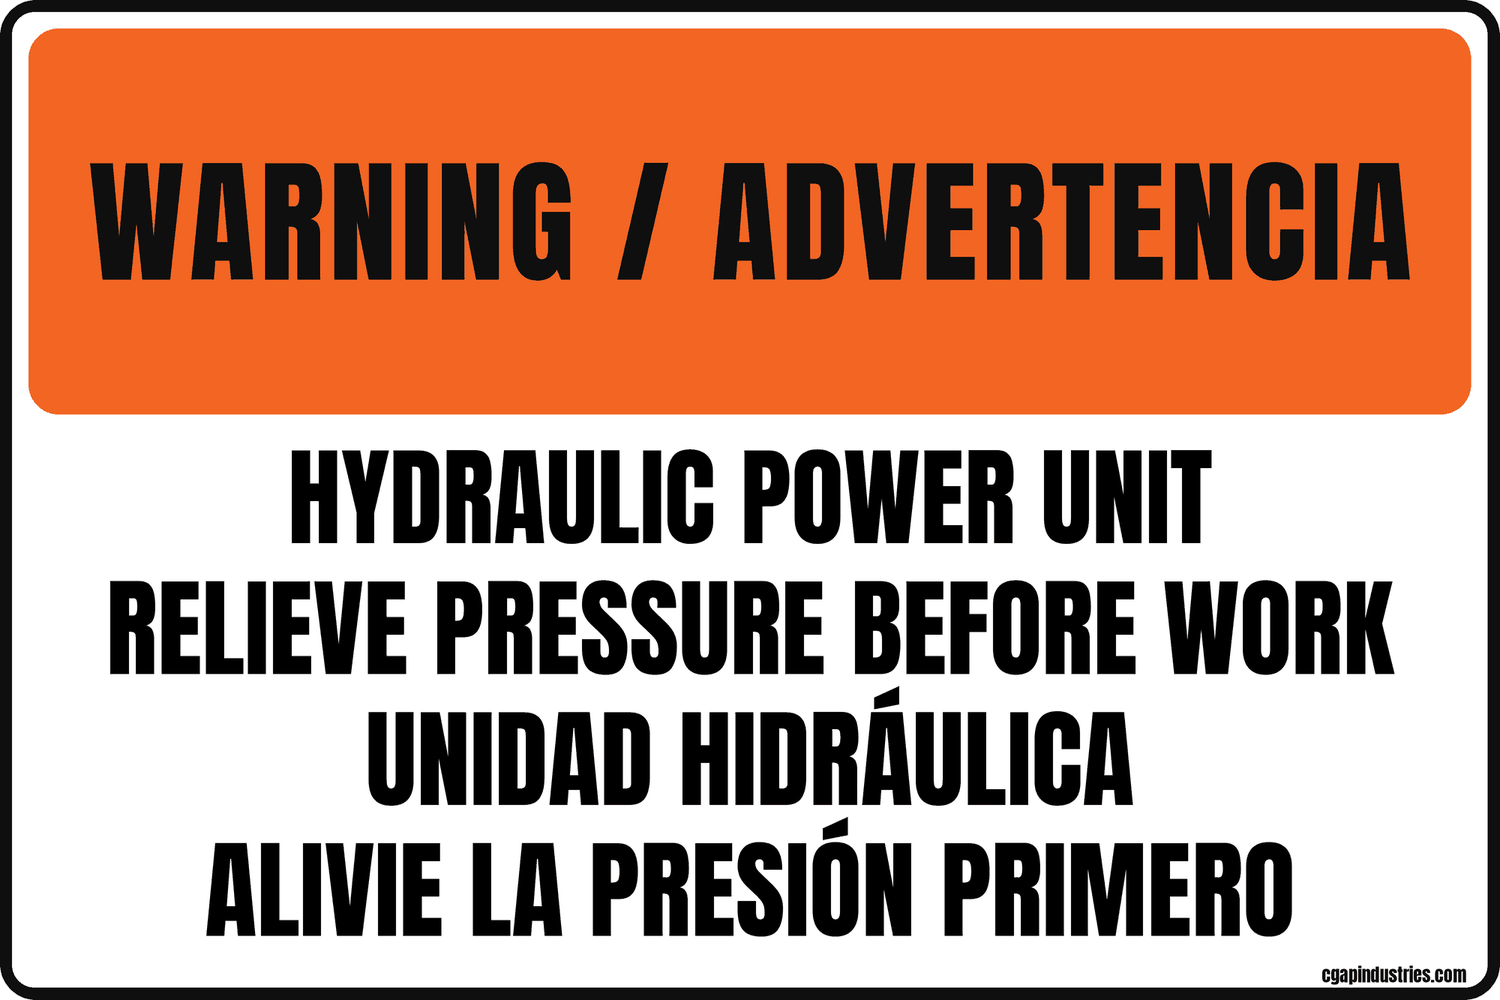 WARNING / ADVERTENCIA
HYDRAULIC POWER UNIT
RELIEVE PRESSURE BEFORE WORK
UNIDAD HIDRÁULICA
ALIVIE LA PRESIÓN PRIMERO
cgapindustries.com